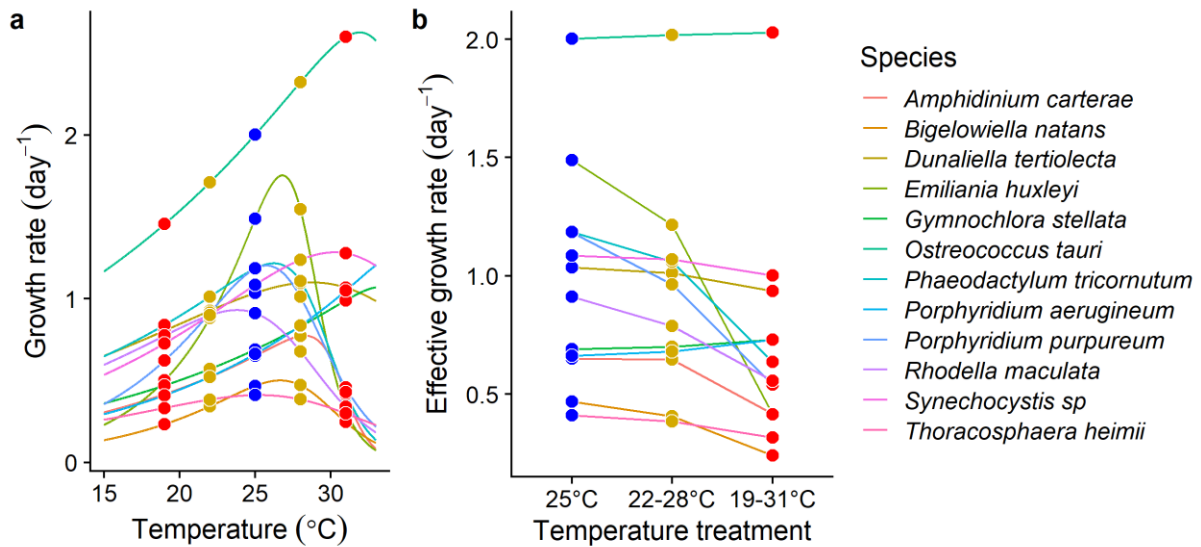 a
Growth rate (day⁻¹)
2
1
0
15 20 25 30
Temperature (°C)
b
Effective growth rate (day⁻¹)
2.0
1.5
1.0
0.5
25°C 22-28°C 19-31°C
Temperature treatment
Species
Amphidinium carterae
Bigelowiella natans
Dunaliella tertiolecta
Emiliania huxleyi
Gymnochlora stellata
Ostreococcus tauri
Phaeodactylum tricornutum
Porphyridium aerugineum
Porphyridium purpureum
Rhodella maculata
Synechocystis sp
Thoracosphaera heimii